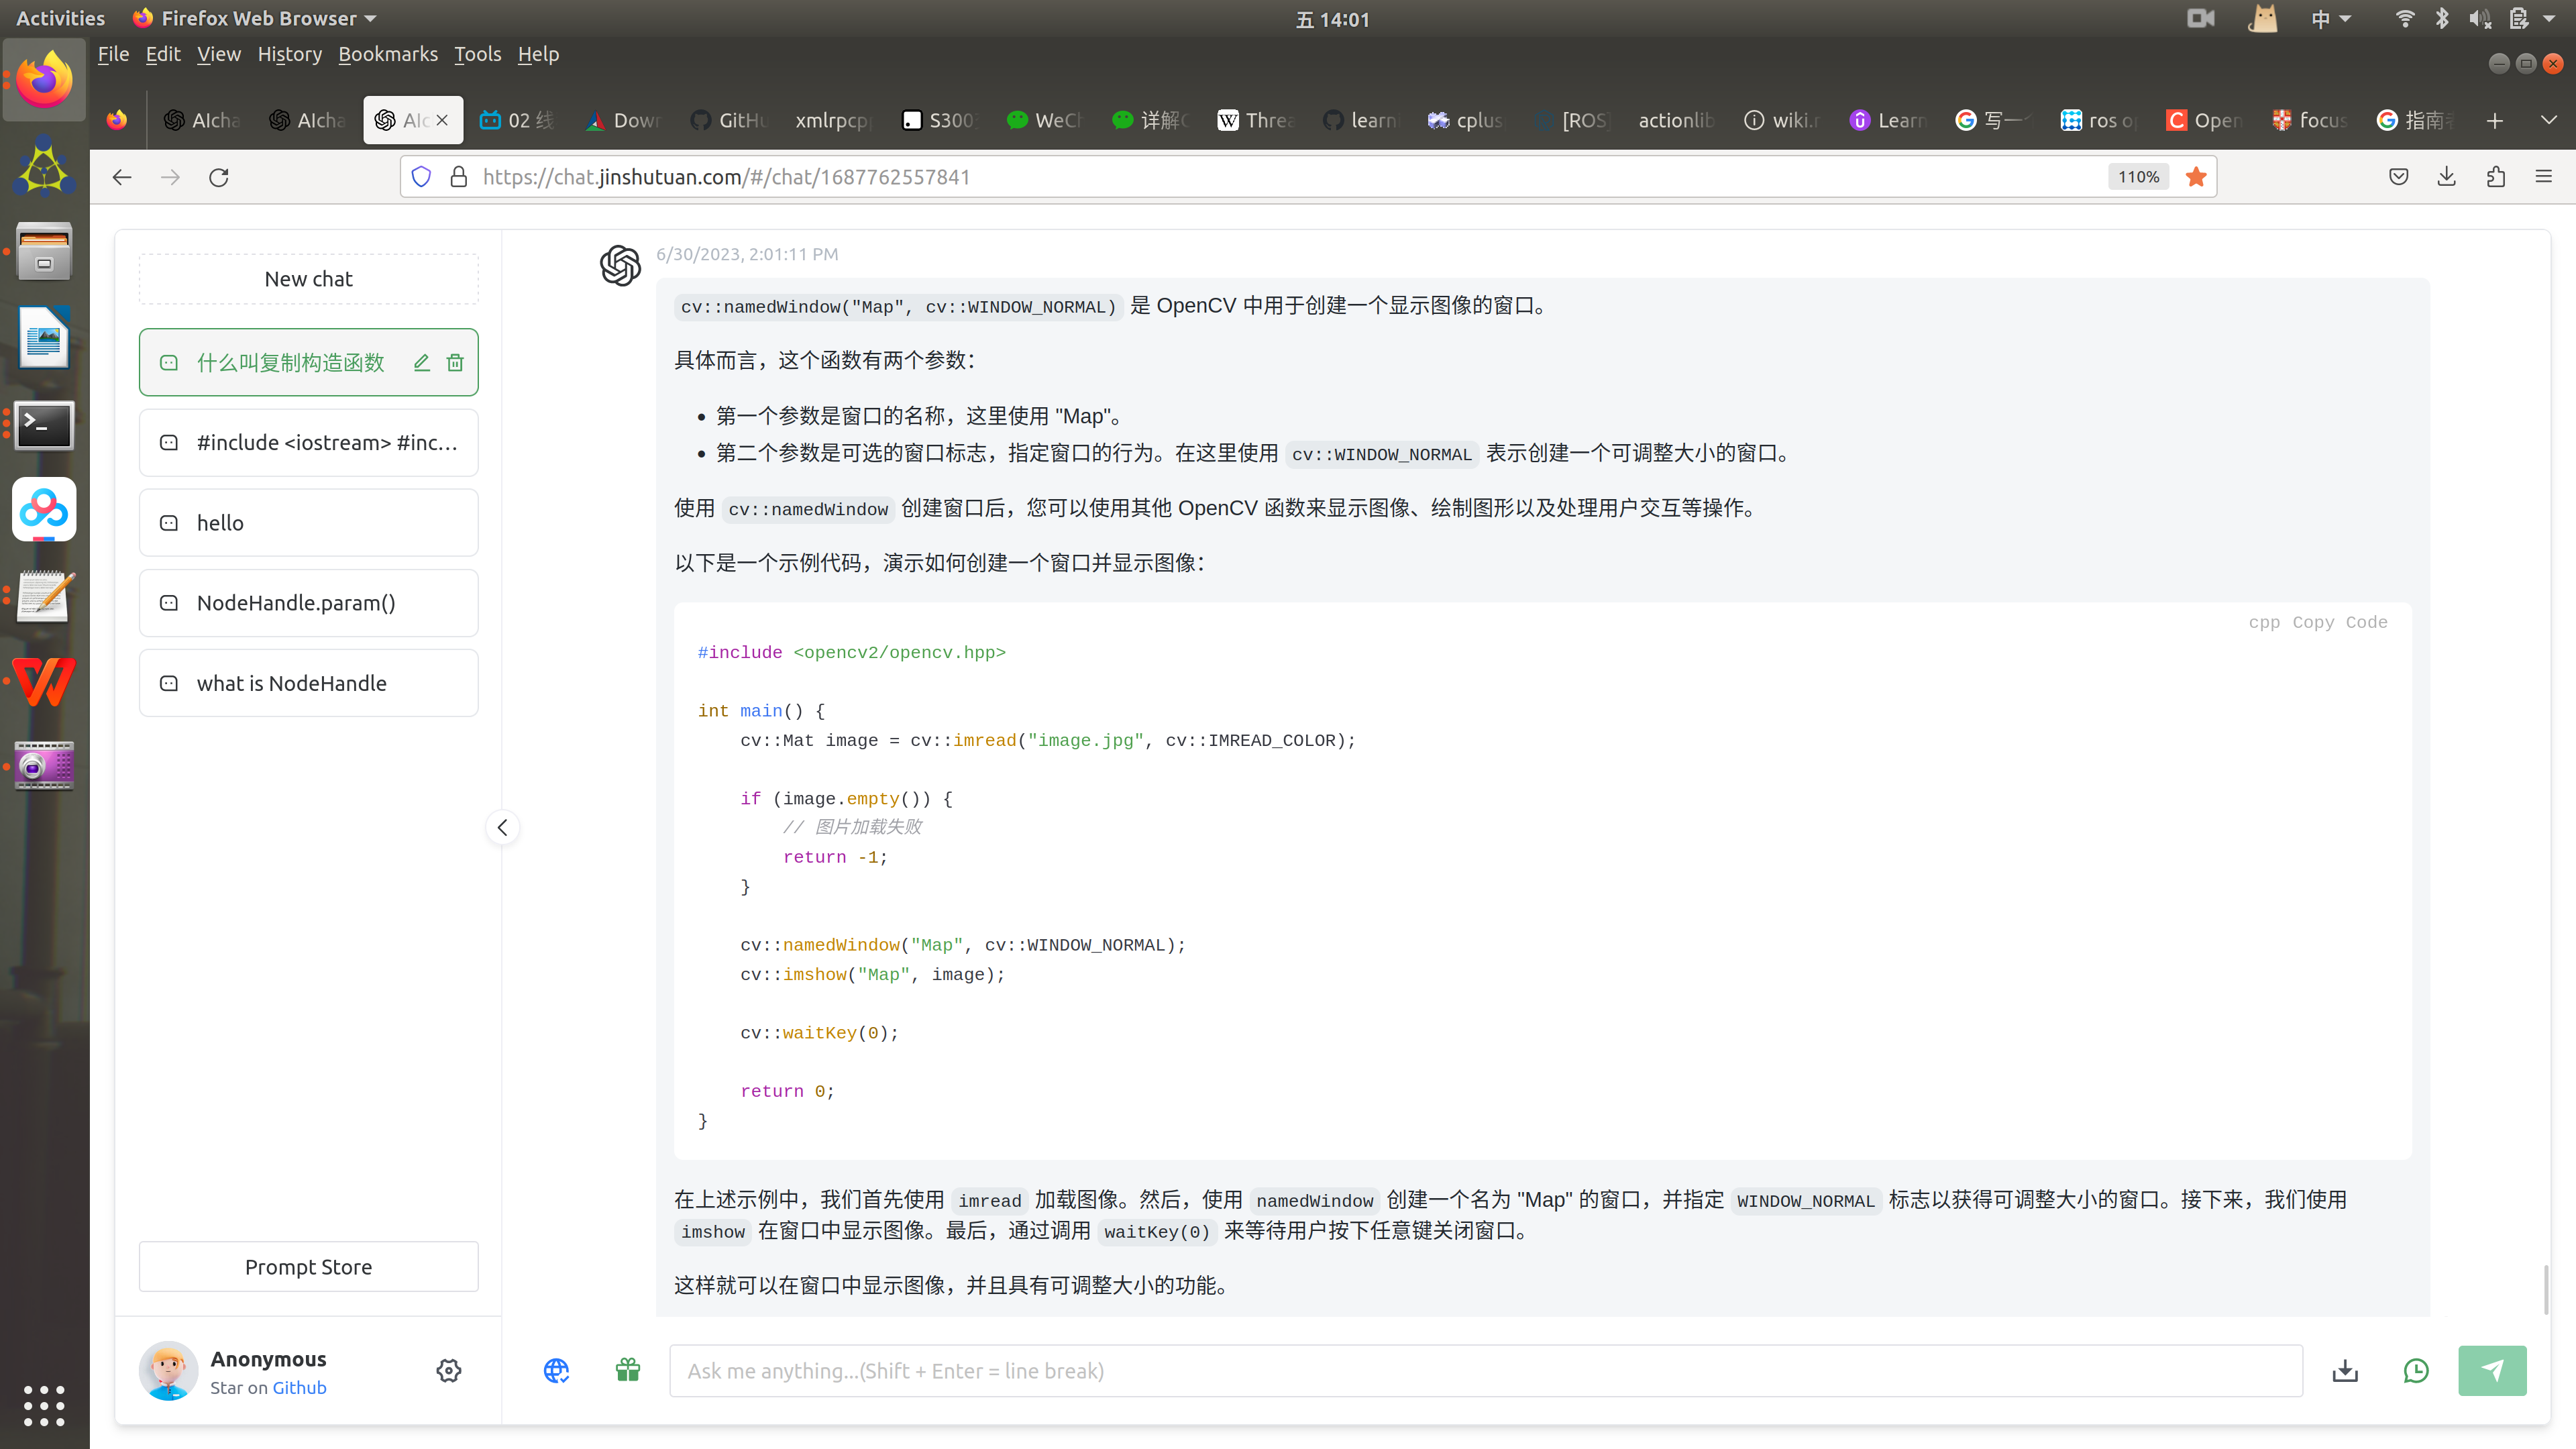 Activities
Firefox Web Browser
五 14:01
中
File Edit View History Bookmarks Tools Help
AIcha
AIcha
AIc
02 线
Down
GitHu
xmlrpcpp
S300
WeCh
详解C
Threa
learn
cplus
[ROS
actionlib
wiki.r
Learn
写一个
ros op
Open
focus
指南者
https://chat.jinshutuan.com/#/chat/1687762557841
110%
New chat
什么叫复制构造函数
#include <iostream> #inc…
hello
NodeHandle.param()
what is NodeHandle
Prompt Store
Anonymous
Star on Github
6/30/2023, 2:01:11 PM
cv::namedWindow("Map", cv::WINDOW_NORMAL) 是 OpenCV 中用于创建一个显示图像的窗口。
具体而言，这个函数有两个参数：
第一个参数是窗口的名称，这里使用 "Map"。
第二个参数是可选的窗口标志，指定窗口的行为。在这里使用 cv::WINDOW_NORMAL 表示创建一个可调整大小的窗口。
使用 cv::namedWindow 创建窗口后，您可以使用其他 OpenCV 函数来显示图像、绘制图形以及处理用户交互等操作。
以下是一个示例代码，演示如何创建一个窗口并显示图像：
cpp Copy Code
#include <opencv2/opencv.hpp>
int main() {
cv::Mat image = cv::imread("image.jpg", cv::IMREAD_COLOR);
if (image.empty()) {
// 图片加载失败
return -1;
}
cv::namedWindow("Map", cv::WINDOW_NORMAL);
cv::imshow("Map", image);
cv::waitKey(0);
return 0;
}
在上述示例中，我们首先使用 imread 加载图像。然后，使用 namedWindow 创建一个名为 "Map" 的窗口，并指定 WINDOW_NORMAL 标志以获得可调整大小的窗口。接下来，我们使用
imshow 在窗口中显示图像。最后，通过调用 waitKey(0) 来等待用户按下任意键关闭窗口。
这样就可以在窗口中显示图像，并且具有可调整大小的功能。
Ask me anything...(Shift + Enter = line break)